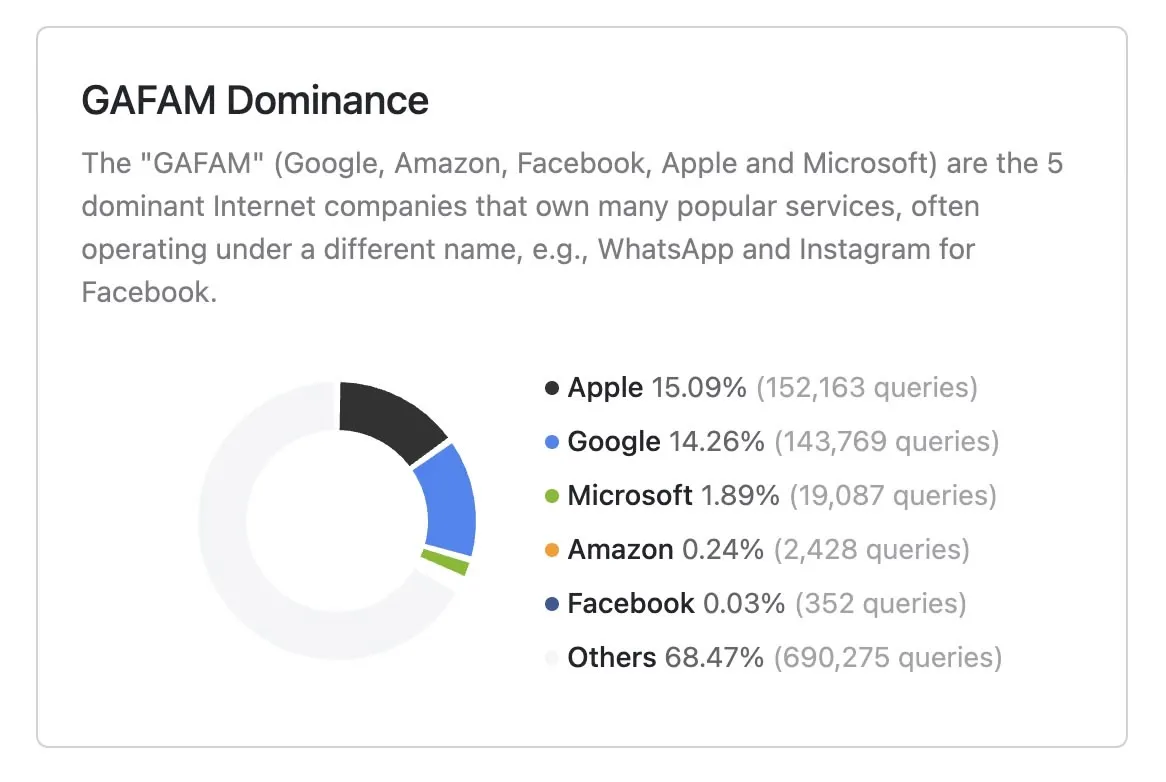 GAFAM Dominance
The "GAFAM" (Google, Amazon, Facebook, Apple and Microsoft) are the 5
dominant Internet companies that own many popular services, often
operating under a different name, e.g., WhatsApp and Instagram for
Facebook.
Apple 15.09% (152,163 queries)
Google 14.26% (143,769 queries)
Microsoft 1.89% (19,087 queries)
Amazon 0.24% (2,428 queries)
Facebook 0.03% (352 queries)
Others 68.47% (690,275 queries)